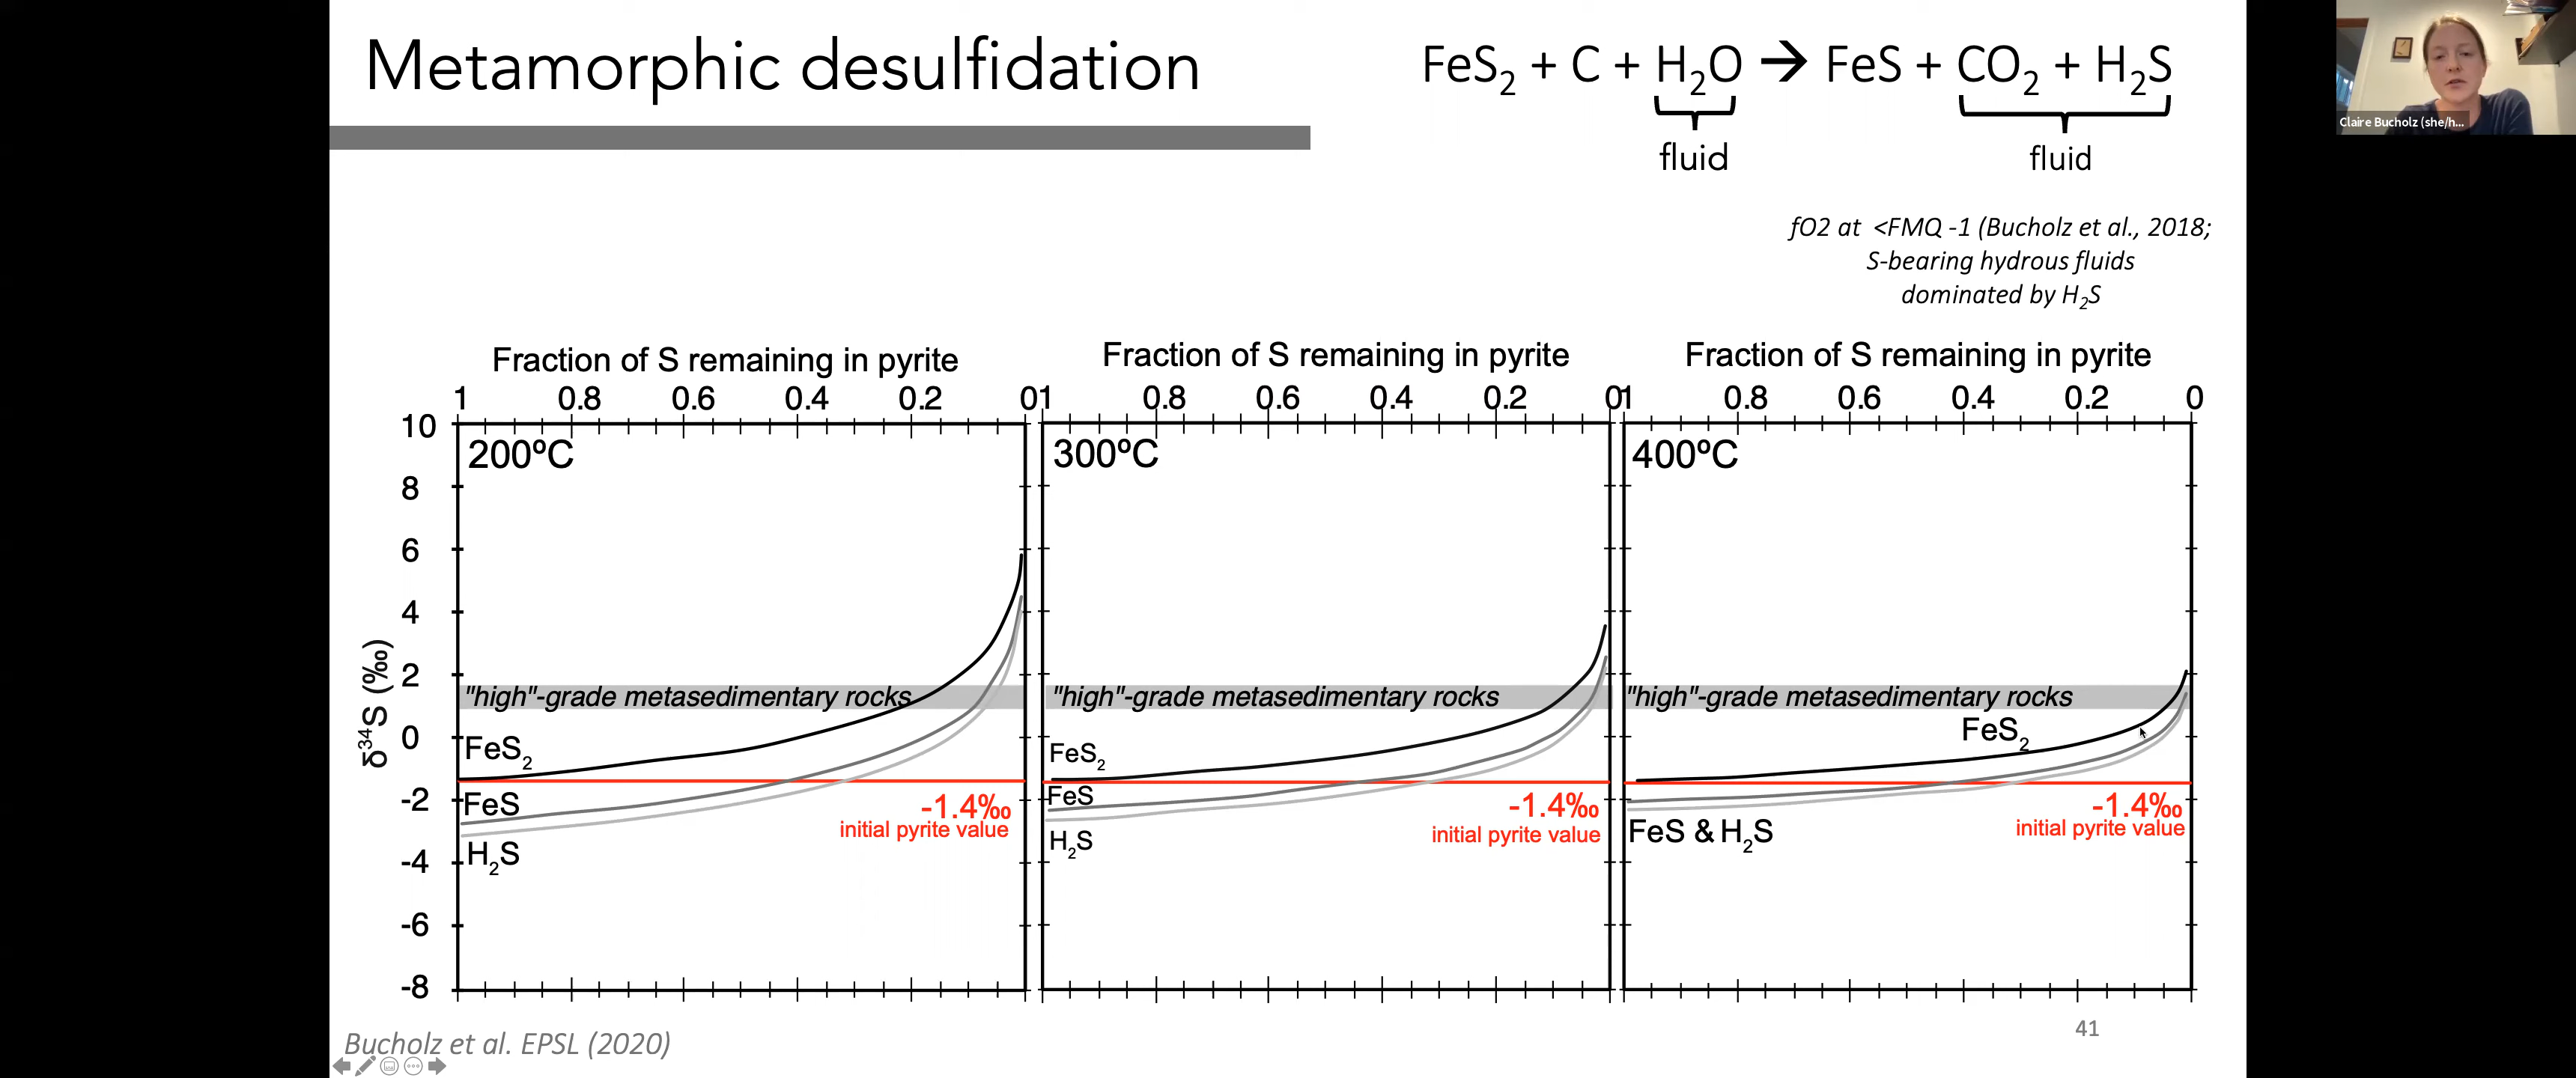 Metamorphic desulfidation
FeS₂ + C + H₂O → FeS + CO₂ + H₂S
fluid
fluid
fO2 at <FMQ -1 (Bucholz et al., 2018;
S-bearing hydrous fluids
dominated by H₂S
Claire Bucholz (she/h...
Fraction of S remaining in pyrite
1 0.8 0.6 0.4 0.2 0
Fraction of S remaining in pyrite
1 0.8 0.6 0.4 0.2 0
Fraction of S remaining in pyrite
1 0.8 0.6 0.4 0.2 0
δ³⁴S (‰)
10
8
6
4
2
0
-2
-4
-6
-8
200ºC
"high"-grade metasedimentary rocks
FeS₂
FeS
H₂S
-1.4‰
initial pyrite value
300ºC
"high"-grade metasedimentary rocks
FeS₂
FeS
H₂S
-1.4‰
initial pyrite value
400ºC
"high"-grade metasedimentary rocks
FeS₂
FeS & H₂S
-1.4‰
initial pyrite value
Bucholz et al. EPSL (2020)
41